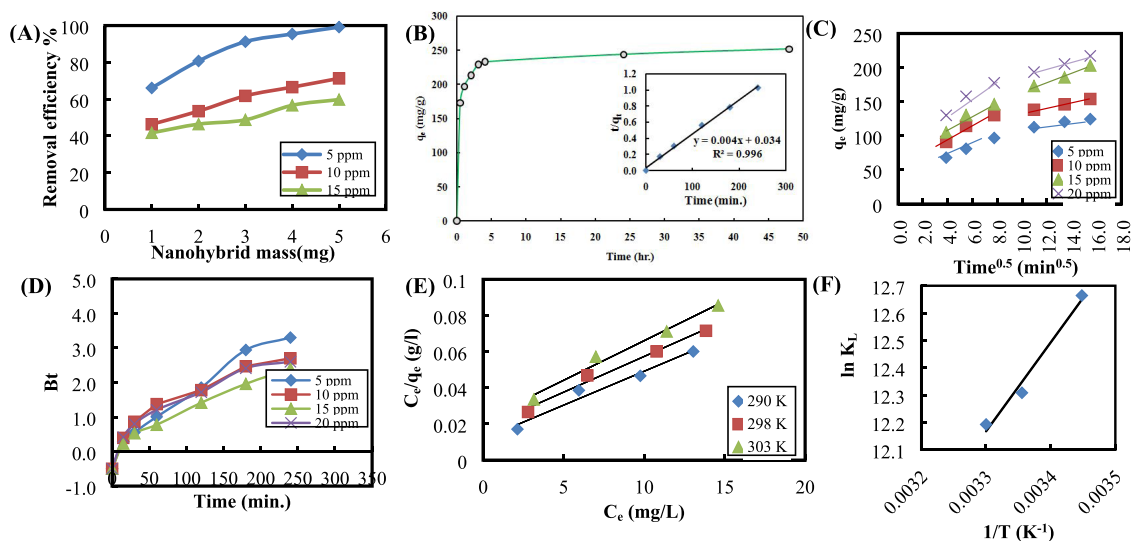 (A)
Removal efficiency %
100
80
60
40
20
0
0 1 2 3 4 5 6
Nanohybrid mass(mg)
5 ppm
10 ppm
15 ppm
(B)
qe (mg/g)
300
250
200
150
100
50
0
0 5 10 15 20 25 30 35 40 45 50
Time (hr.)
t/qt
1.2
1.0
0.8
0.6
0.4
0.2
0.0
0 100 200 300
Time (min.)
y = 0.004x + 0.034
R² = 0.996
(C)
qe (mg/g)
250
200
150
100
50
0
0.0 2.0 4.0 6.0 8.0 10.0 12.0 14.0 16.0 18.0
Time^0.5 (min^0.5)
5 ppm
10 ppm
15 ppm
20 ppm
(D)
Bt
5.0
4.0
3.0
2.0
1.0
0.0
-1.0
0 50 100 150 200 250 300 350
Time (min.)
5 ppm
10 ppm
15 ppm
20 ppm
(E)
Ce/qe (g/l)
0.1
0.08
0.06
0.04
0.02
0
0 5 10 15 20
Ce (mg/L)
290 K
298 K
303 K
(F)
ln KL
12.7
12.6
12.5
12.4
12.3
12.2
12.1
0.0032 0.0033 0.0034 0.0035
1/T (K-1)